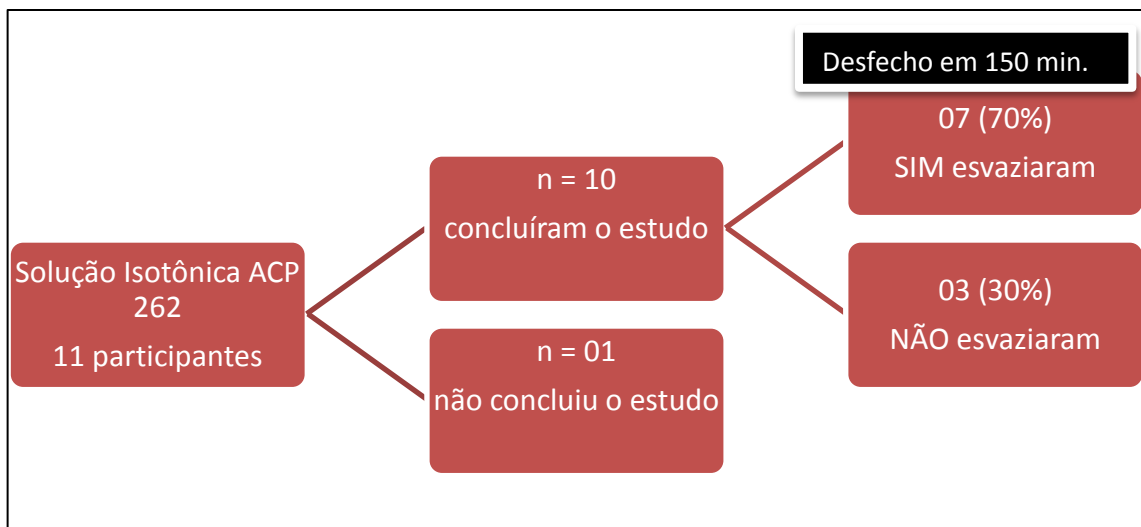 Desfecho em 150 min.
Solução Isotônica ACP
262
11 participantes
n = 10
concluíram o estudo
n = 01
não concluiu o estudo
07 (70%)
SIM esvaziaram
03 (30%)
NÃO esvaziaram